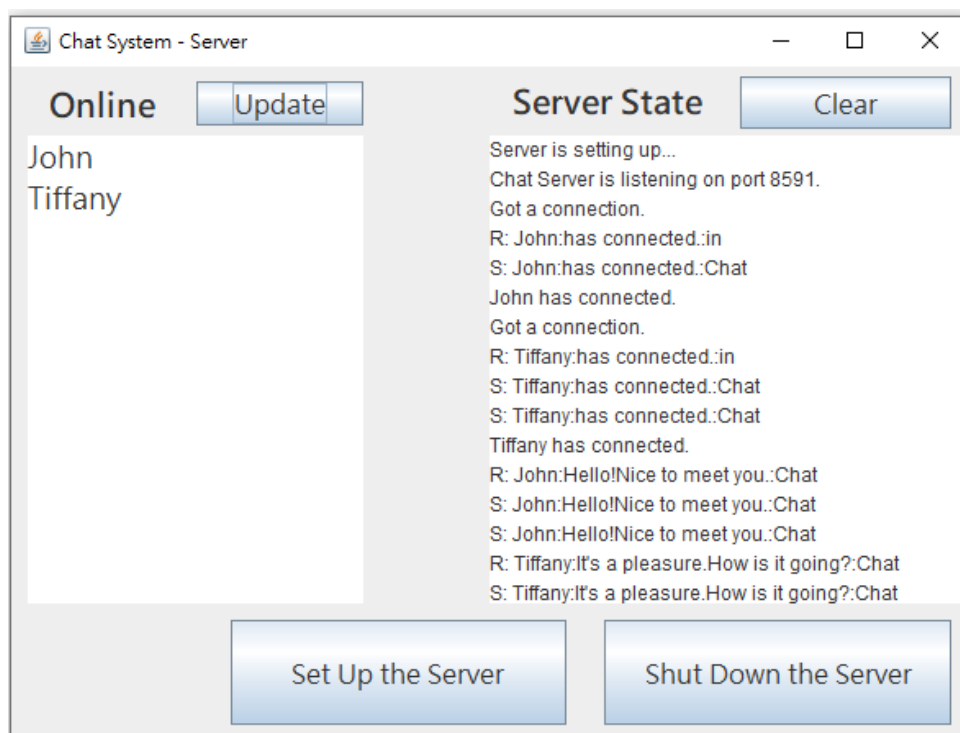 Chat System - Server
Online
Update
John
Tiffany
Server State
Clear
Server is setting up...
Chat Server is listening on port 8591.
Got a connection.
R: John:has connected.:in
S: John:has connected.:Chat
John has connected.
Got a connection.
R: Tiffany:has connected.:in
S: Tiffany:has connected.:Chat
S: Tiffany:has connected.:Chat
Tiffany has connected.
R: John:Hello!Nice to meet you.:Chat
S: John:Hello!Nice to meet you.:Chat
S: John:Hello!Nice to meet you.:Chat
R: Tiffany:It's a pleasure.How is it going?:Chat
S: Tiffany:It's a pleasure.How is it going?:Chat
Set Up the Server
Shut Down the Server